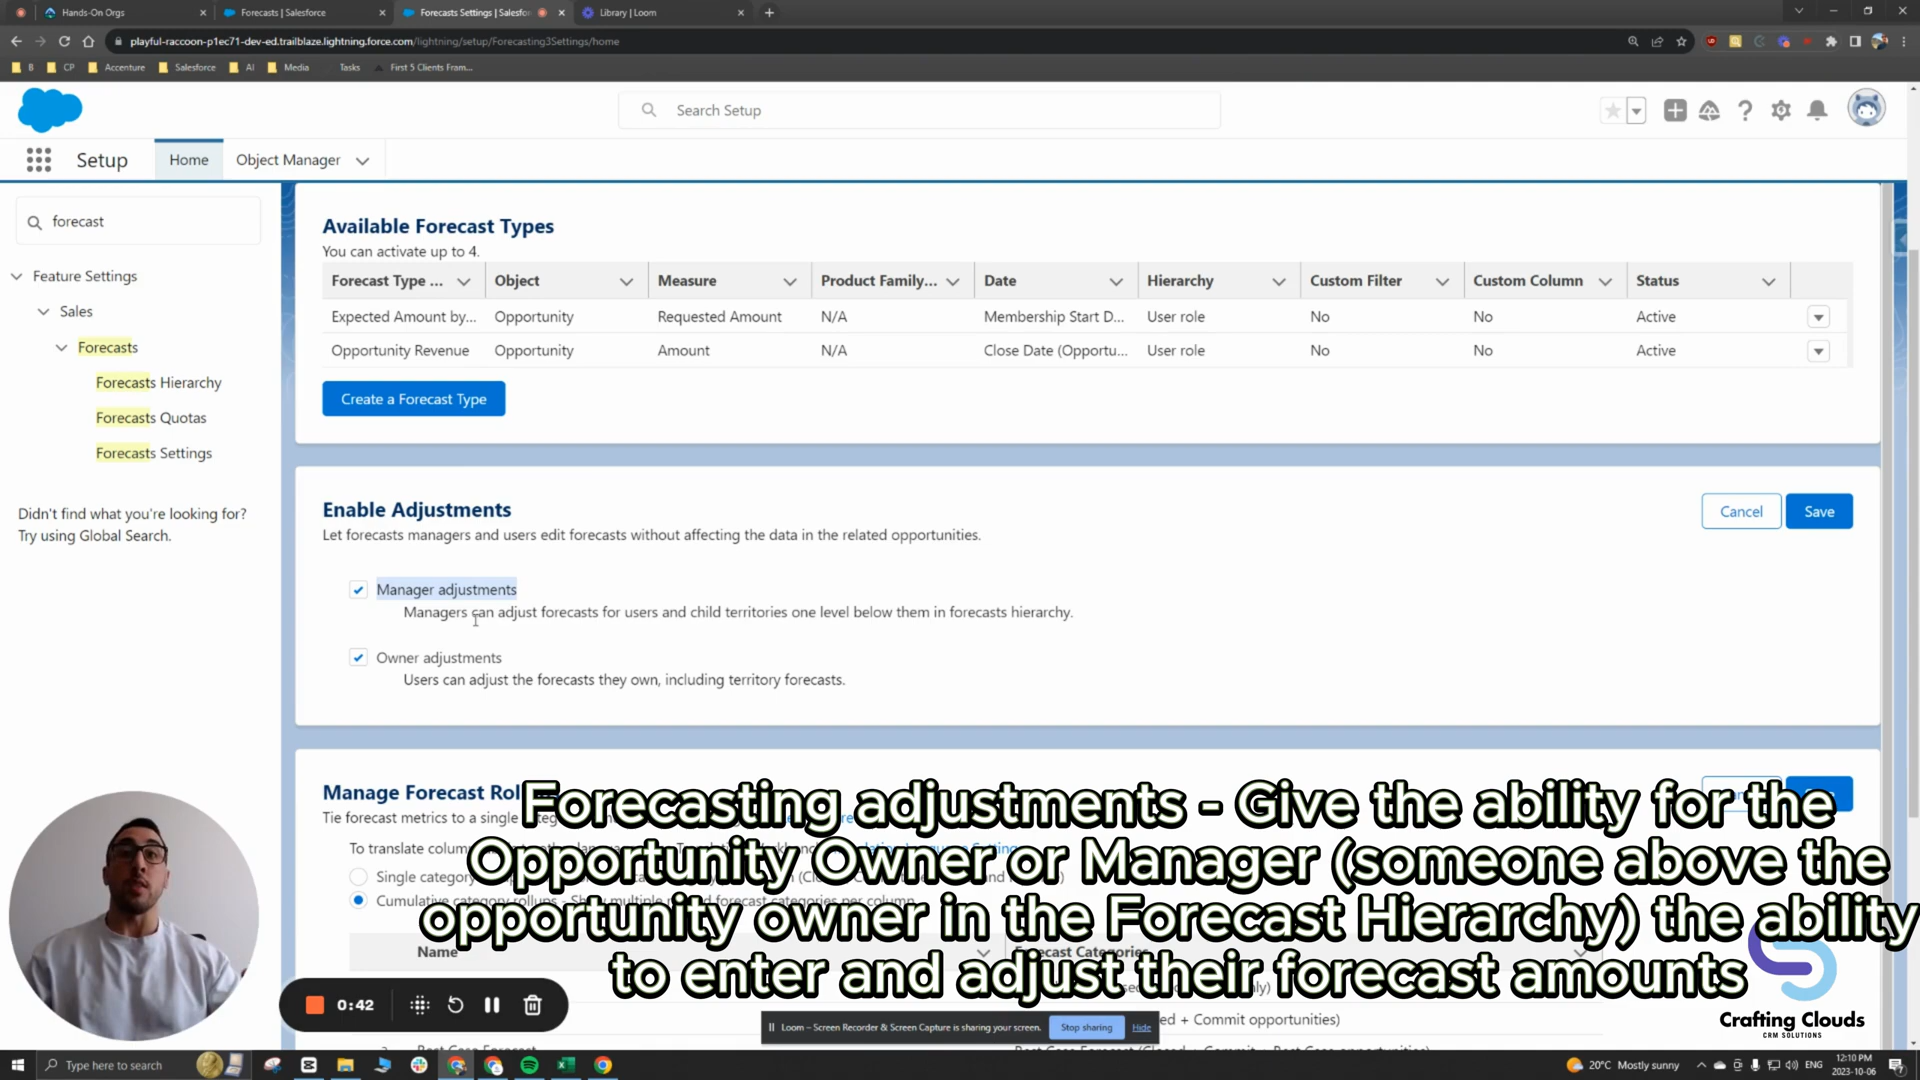 Hands-On Orgs
Forecasts | Salesforce
Forecasts Settings | Salesfo
Library | Loom
playful-raccoon-p1ec71-dev-ed.trailblaze.lightning.force.com/lightning/setup/Forecasting3Settings/home
B CP Accenture Salesforce AI Media Tasks First 5 Clients Fram...
Search Setup
Setup Home Object Manager
forecast
Feature Settings
Sales
Forecasts
Forecasts Hierarchy
Forecasts Quotas
Forecasts Settings
Didn't find what you're looking for?
Try using Global Search.
Available Forecast Types
You can activate up to 4.
Forecast Type ... Object Measure Product Family... Date Hierarchy Custom Filter Custom Column Status
Expected Amount by... Opportunity Requested Amount N/A Membership Start D... User role No No Active
Opportunity Revenue Opportunity Amount N/A Close Date (Opportu... User role No No Active
Create a Forecast Type
Enable Adjustments
Cancel Save
Let forecasts managers and users edit forecasts without affecting the data in the related opportunities.
Manager adjustments
Managers can adjust forecasts for users and child territories one level below them in forecasts hierarchy.
Owner adjustments
Users can adjust the forecasts they own, including territory forecasts.
Manage Forecast Rol
Tie forecast metrics to a single
To translate colum
Single category
Cumulative category rollups - Show multiple forecast categories per column
Name Forecast Categories
Forecasting adjustments - Give the ability for the
Opportunity Owner or Manager (someone above the
opportunity owner in the Forecast Hierarchy) the ability
to enter and adjust their forecast amounts
+ Commit opportunities)
0:42
Loom – Screen Recorder & Screen Capture is sharing your screen. Stop sharing Hide
Crafting Clouds
CRM SOLUTIONS
Type here to search
20°C Mostly sunny
ENG
12:10 PM
2023-10-06